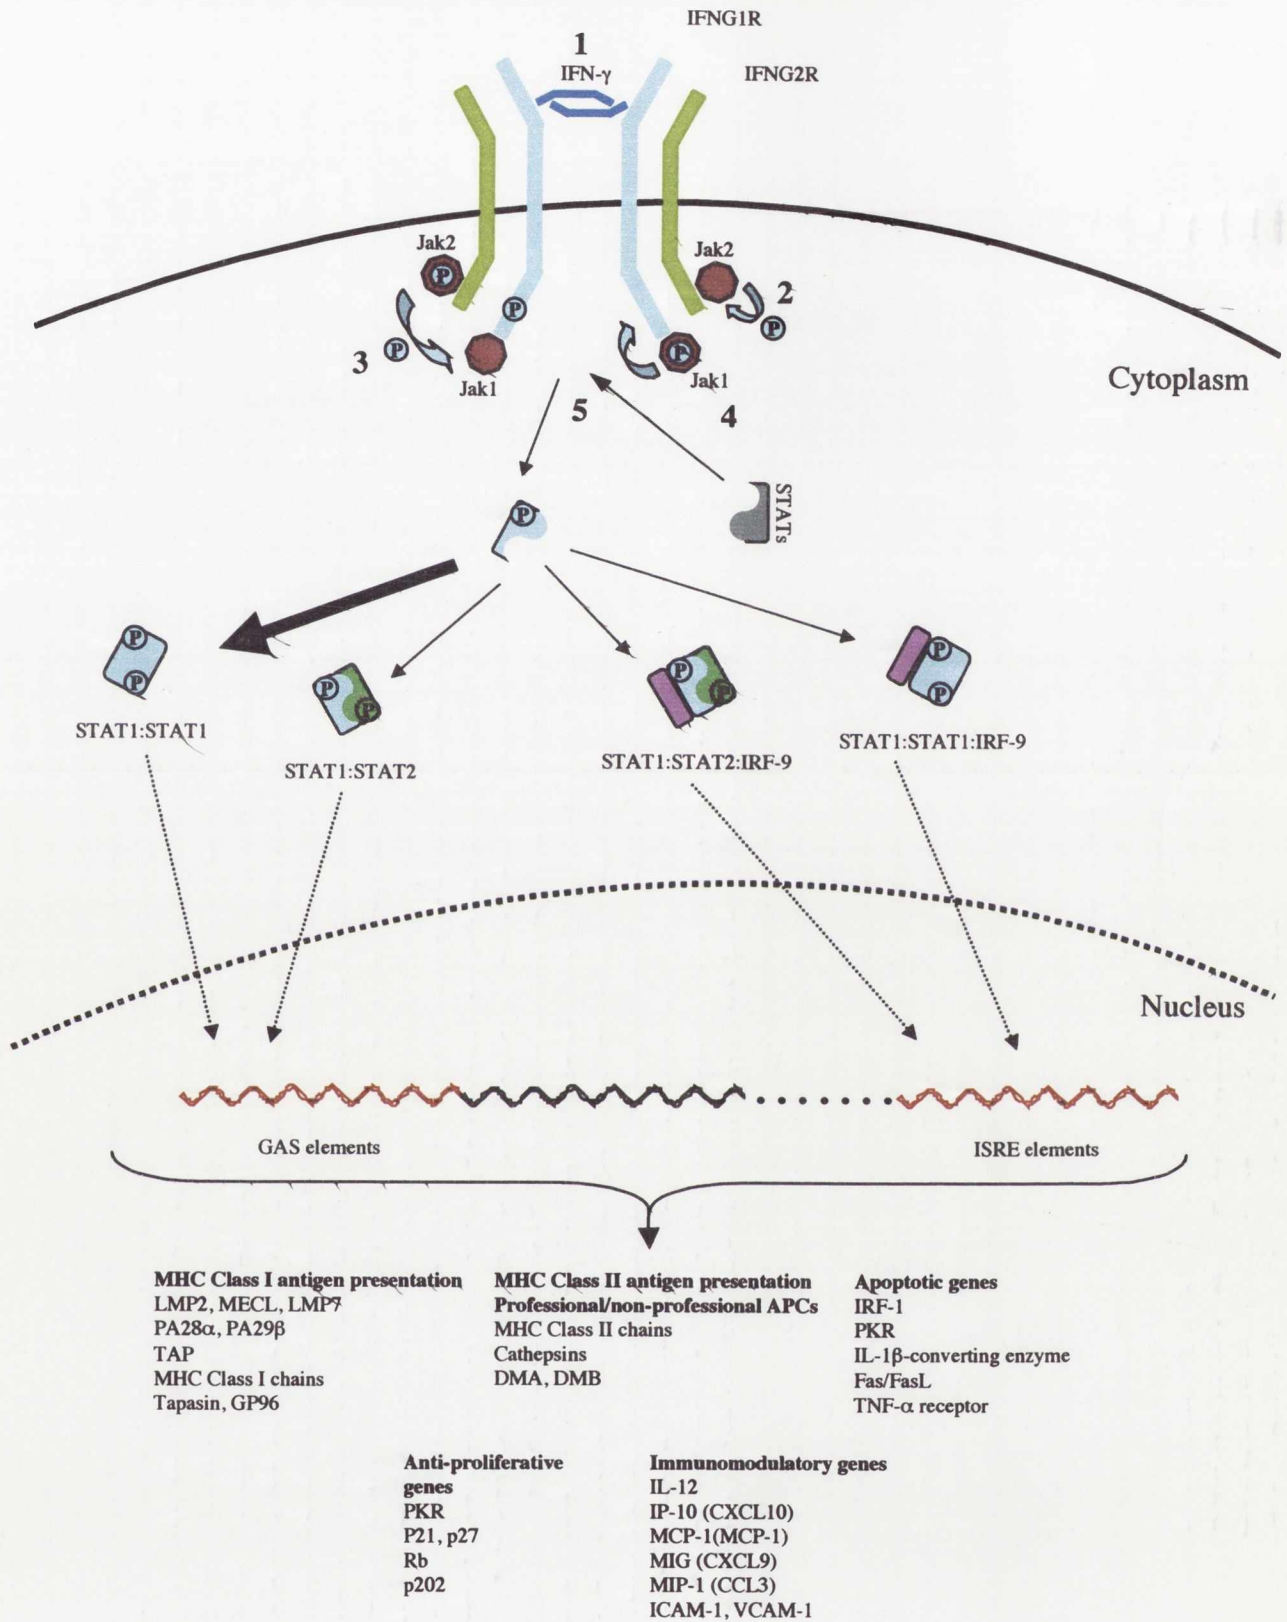 IFNG1R
1
IFN-γ
IFNG2R
Jak2
P
Jak2
2
P
P
3
P
Jak1
P
Jak1
Cytoplasm
5
4
P
STATs
P
P
STAT1:STAT1
P
P
STAT1:STAT2
P
P
STAT1:STAT2:IRF-9
P
P
STAT1:STAT1:IRF-9
Nucleus
GAS elements
ISRE elements
MHC Class I antigen presentation
LMP2, MECL, LMP7
PA28α, PA29β
TAP
MHC Class I chains
Tapasin, GP96
MHC Class II antigen presentation
Professional/non-professional APCs
MHC Class II chains
Cathepsins
DMA, DMB
Apoptotic genes
IRF-1
PKR
IL-1β-converting enzyme
Fas/FasL
TNF-α receptor
Anti-proliferative
genes
PKR
P21, p27
Rb
p202
Immunomodulatory genes
IL-12
IP-10 (CXCL10)
MCP-1(MCP-1)
MIG (CXCL9)
MIP-1 (CCL3)
ICAM-1, VCAM-1